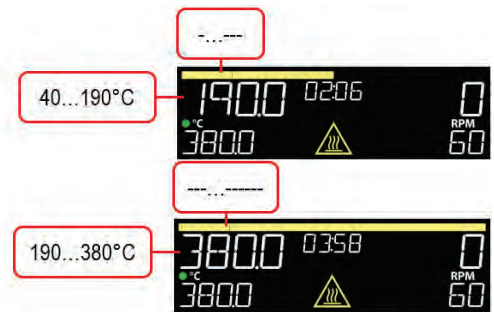 -...---
40...190°C
190.0 02:06 0
°C RPM
380.0 60
---...------
190...380°C
380.0 03:58 0
°C RPM
380.0 60